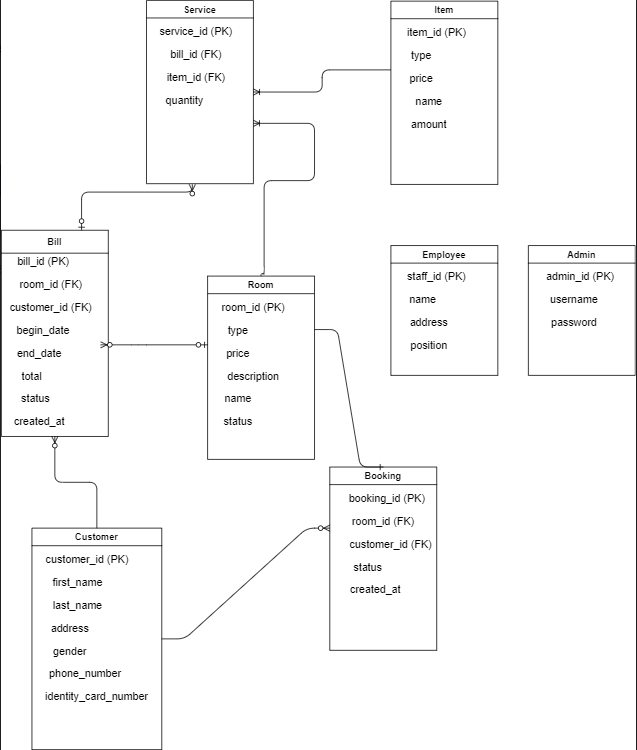 Service
service_id (PK)
bill_id (FK)
item_id (FK)
quantity
Item
item_id (PK)
type
price
name
amount
Bill
bill_id (PK)
room_id (FK)
customer_id (FK)
begin_date
end_date
total
status
created_at
Room
room_id (PK)
type
price
description
name
status
Employee
staff_id (PK)
name
address
position
Admin
admin_id (PK)
username
password
Customer
customer_id (PK)
first_name
last_name
address
gender
phone_number
identity_card_number
Booking
booking_id (PK)
room_id (FK)
customer_id (FK)
status
created_at